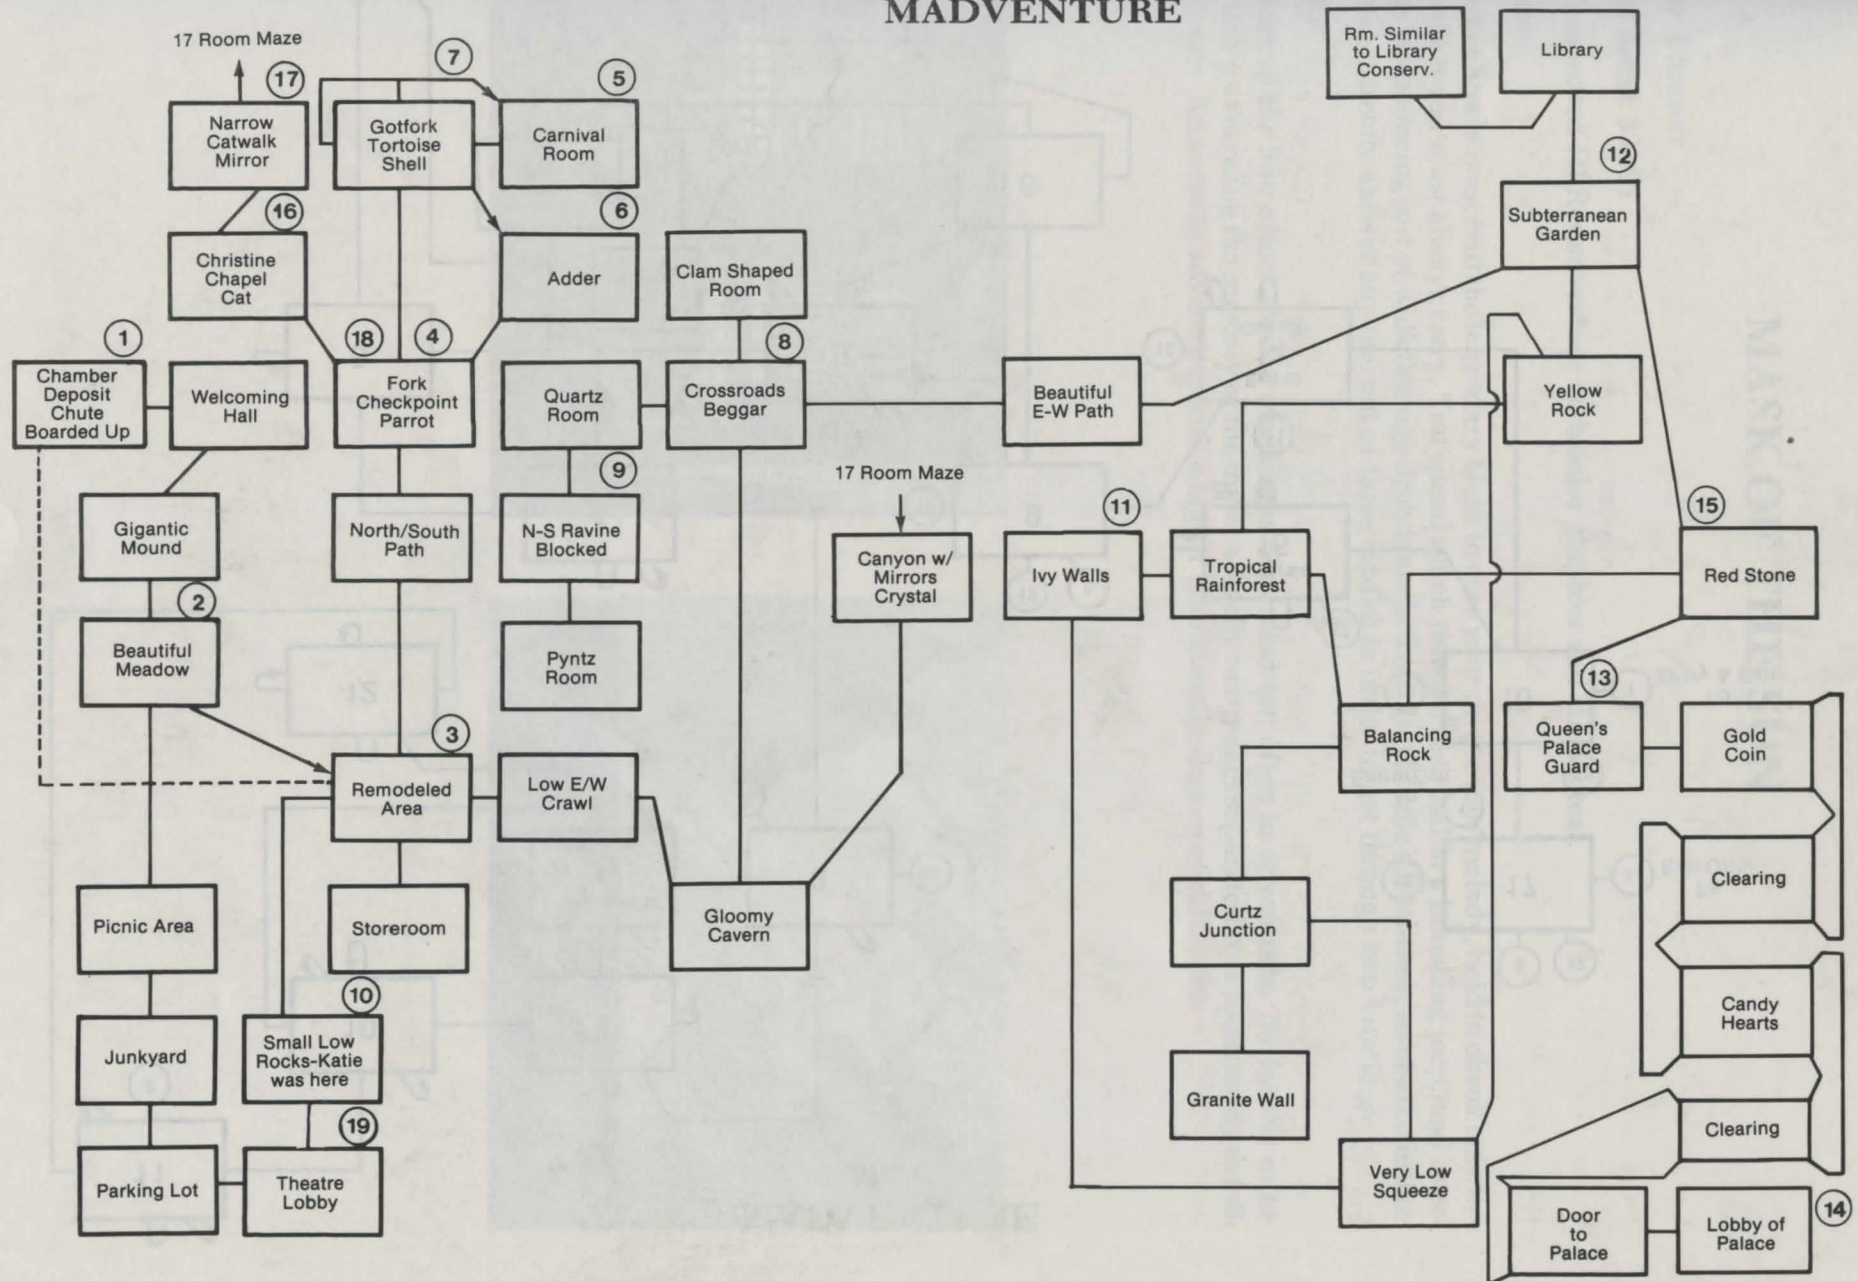 MADVENTURE
17 Room Maze
17
Narrow
Catwalk
Mirror
7
Gotfork
Tortoise
Shell
5
Carnival
Room
Rm. Similar
to Library
Conserv.
Library
16
Christine
Chapel
Cat
6
Adder
Clam Shaped
Room
12
Subterranean
Garden
1
Chamber
Deposit
Chute
Boarded Up
Welcoming
Hall
18
4
Fork
Checkpoint
Parrot
Quartz
Room
8
Crossroads
Beggar
Beautiful
E-W Path
Yellow
Rock
Gigantic
Mound
North/South
Path
9
N-S Ravine
Blocked
17 Room Maze
Canyon w/
Mirrors
Crystal
11
Ivy Walls
Tropical
Rainforest
15
Red Stone
2
Beautiful
Meadow
Pyntz
Room
3
Remodeled
Area
Low E/W
Crawl
Balancing
Rock
13
Queen's
Palace
Guard
Gold
Coin
Picnic Area
Storeroom
Gloomy
Cavern
Curtz
Junction
Clearing
Junkyard
10
Small Low
Rocks-Katie
was here
Granite Wall
Candy
Hearts
Parking Lot
19
Theatre
Lobby
Very Low
Squeeze
Clearing
Door
to
Palace
Lobby of
Palace
14
MASK OF THE SUN